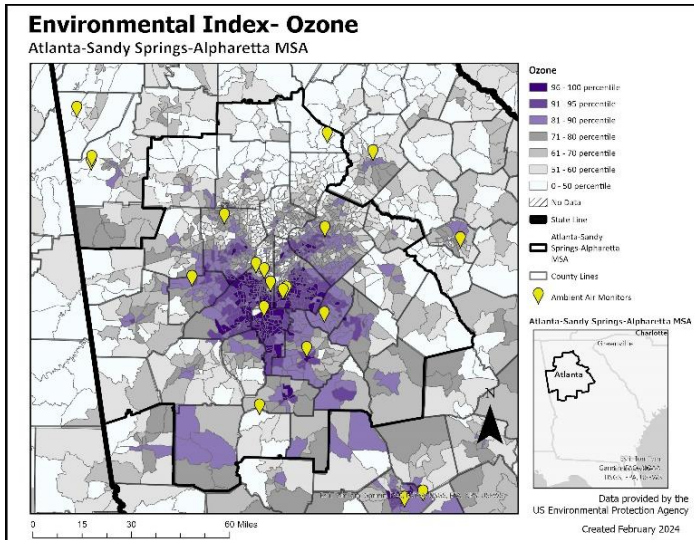 Environmental Index- Ozone
Atlanta-Sandy Springs-Alpharetta MSA
Ozone
96 - 100 percentile
91 - 95 percentile
81 - 90 percentile
71 - 80 percentile
61 - 70 percentile
51 - 60 percentile
0 - 50 percentile
No Data
State Line
Atlanta-Sandy
Springs-Alpharetta
MSA
County Lines
Ambient Air Monitors
Atlanta-Sandy Springs-Alpharetta MSA
Charlotte
Greenville
Atlanta
N
0 15 30 60 Miles
Data provided by the
US Environmental Protection Agency
Created February 2024